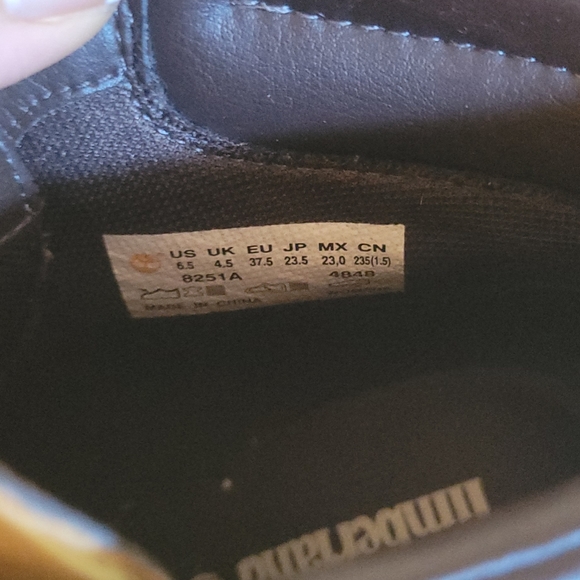 US UK EU JP MX CN
6.5 4.5 37.5 23.5 23,0 235(1.5)
8251A 4848
MADE IN CHINA
Timberland